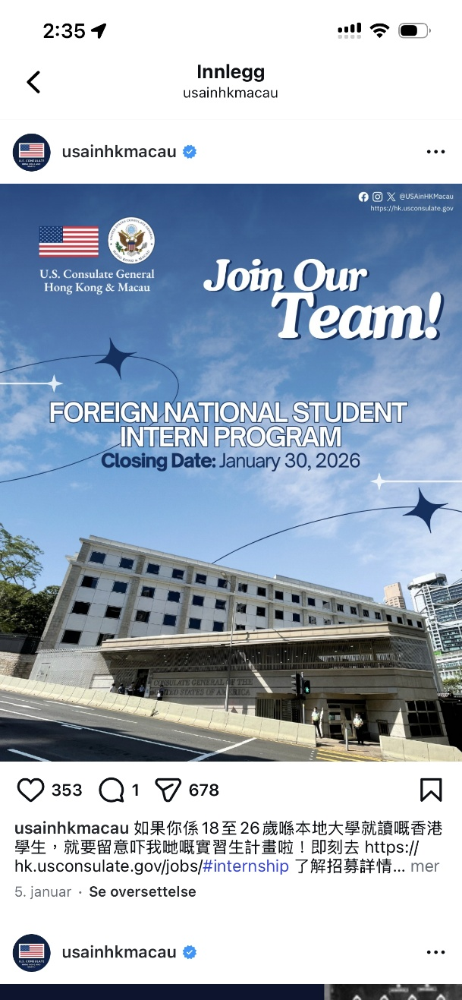 2:35
Innlegg
usainhkmacau
usainhkmacau
@USAinHKMacau
https://hk.usconsulate.gov
U.S. Consulate General
Hong Kong & Macau
Join Our
Team!
FOREIGN NATIONAL STUDENT
INTERN PROGRAM
Closing Date: January 30, 2026
CONSULATE GENERAL OF THE
UNITED STATES OF AMERICA
353 1 678
usainhkmacau 如果你係18至26歲喺本地大學就讀嘅香港
學生，就要留意吓我哋嘅實習生計畫啦！即刻去 https://
hk.usconsulate.gov/jobs/#internship 了解招募詳情... mer
5. januar · Se oversettelse
usainhkmacau